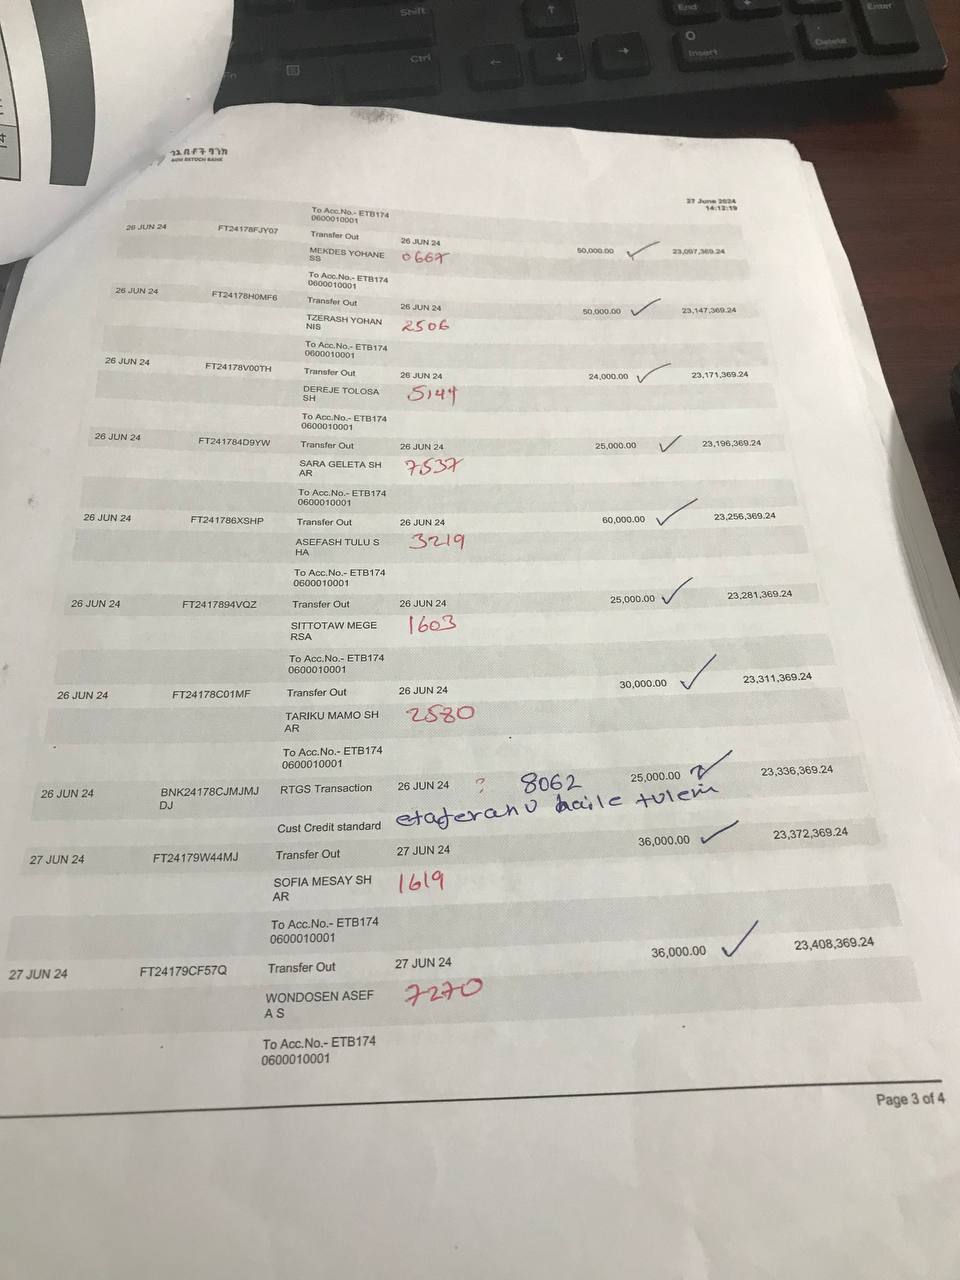 ጎሕ ቤቶች ባንክ
GOH BETOCH BANK
27 June 2024
14:12:19
To Acc.No.- ETB174
0600010001
26 JUN 24 FT24178FJY07 Transfer Out 26 JUN 24 50,000.00 23,097,369.24
MEKDES YOHANE
SS
0667
To Acc.No.- ETB174
0600010001
26 JUN 24 FT24178H0MF6 Transfer Out 26 JUN 24 50,000.00 23,147,369.24
TZERASH YOHAN
NIS
2506
To Acc.No.- ETB174
0600010001
26 JUN 24 FT24178V00TH Transfer Out 26 JUN 24 24,000.00 23,171,369.24
DEREJE TOLOSA
SH
5144
To Acc.No.- ETB174
0600010001
26 JUN 24 FT241784D9YW Transfer Out 26 JUN 24 25,000.00 23,196,369.24
SARA GELETA SH
AR
7537
To Acc.No.- ETB174
0600010001
26 JUN 24 FT241786XSHP Transfer Out 26 JUN 24 60,000.00 23,256,369.24
ASEFASH TULU S
HA
3219
To Acc.No.- ETB174
0600010001
26 JUN 24 FT2417894VQZ Transfer Out 26 JUN 24 25,000.00 23,281,369.24
SITTOTAW MEGE
RSA
1603
To Acc.No.- ETB174
0600010001
26 JUN 24 FT24178C01MF Transfer Out 26 JUN 24 30,000.00 23,311,369.24
TARIKU MAMO SH
AR
2580
To Acc.No.- ETB174
0600010001
26 JUN 24 BNK24178CJMJMJ RTGS Transaction 26 JUN 24 ? 8062 25,000.00 23,336,369.24
DJ
Cust Credit standard etaferahu haile tulem
27 JUN 24 FT24179W44MJ Transfer Out 27 JUN 24 36,000.00 23,372,369.24
SOFIA MESAY SH
AR
1619
To Acc.No.- ETB174
0600010001
27 JUN 24 FT24179CF57Q Transfer Out 27 JUN 24 36,000.00 23,408,369.24
WONDOSEN ASEF
A S
7270
To Acc.No.- ETB174
0600010001
Page 3 of 4
Shift
Ctrl
End
Enter
Insert
Delete
Fn